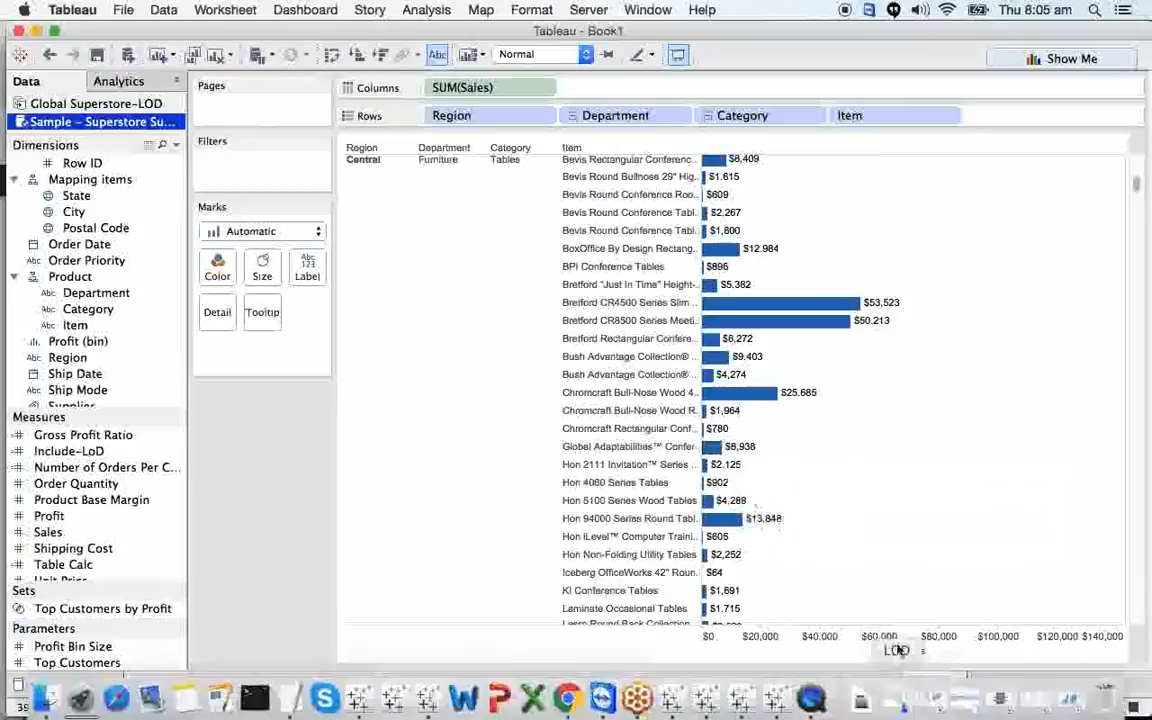 Tableau File Data Worksheet Dashboard Story Analysis Map Format Server Window Help Thu 8:05 am
Tableau - Book1
Abc Normal Show Me
Data Analytics
Global Superstore-LOD
Sample - Superstore Su...
Dimensions
Row ID
Mapping items
State
City
Postal Code
Order Date
Order Priority
Product
Abc Department
Abc Category
Abc Item
Profit (bin)
Abc Region
Ship Date
Abc Ship Mode
Supplier
Measures
Gross Profit Ratio
Include-LoD
Number of Orders Per C...
Order Quantity
Product Base Margin
Profit
Sales
Shipping Cost
Table Calc
Unit Price
Sets
Top Customers by Profit
Parameters
Profit Bin Size
Top Customers
Pages
Filters
Marks
Automatic
Color Size Abc 123 Label
Detail Tooltip
Columns SUM(Sales)
Rows Region Department Category Item
Region Department Category Item
Central Furniture Tables Bevis Rectangular Conferenc.. $8,409
Bevis Round Bullnose 29" Hig.. $1,615
Bevis Round Conference Roo.. $609
Bevis Round Conference Tabl.. $2,267
Bevis Round Conference Tabl.. $1,800
BoxOffice By Design Rectang.. $12,984
BPI Conference Tables $896
Bretford "Just In Time" Height-.. $5,382
Bretford CR4500 Series Slim .. $53,523
Bretford CR8500 Series Meeti.. $50,213
Bretford Rectangular Confere.. $6,272
Bush Advantage Collection® .. $9,403
Bush Advantage Collection® .. $4,274
Chromcraft Bull-Nose Wood 4.. $25,685
Chromcraft Bull-Nose Wood R.. $1,964
Chromcraft Rectangular Conf.. $780
Global Adaptabilities™ Confer.. $8,938
Hon 2111 Invitation™ Series .. $2,125
Hon 4060 Series Tables $902
Hon 5100 Series Wood Tables $4,288
Hon 94000 Series Round Tabl.. $13,848
Hon iLevel™ Computer Traini.. $605
Hon Non-Folding Utility Tables $2,252
Iceberg OfficeWorks 42" Roun.. $64
KI Conference Tables $1,691
Laminate Occasional Tables $1,715
$0 $20,000 $40,000 $60,000 $80,000 $100,000 $120,000 $140,000
LOD